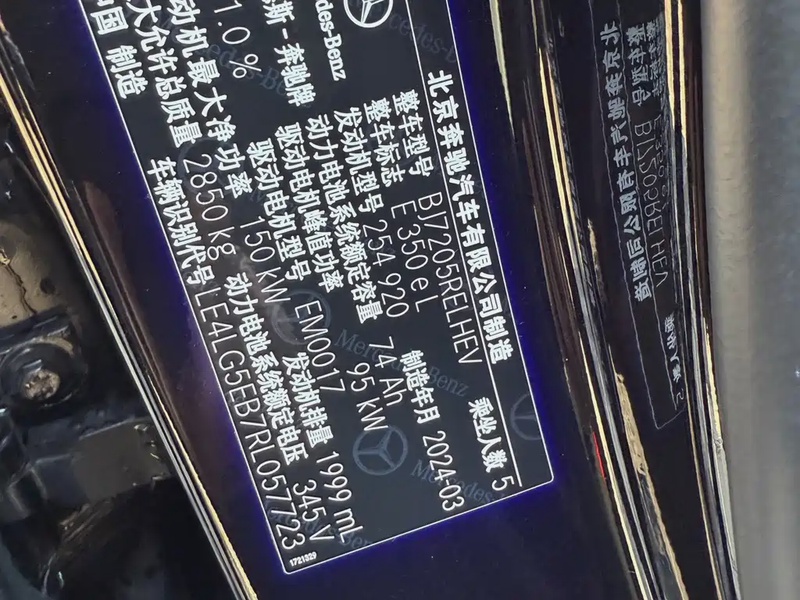 Mercedes-Benz
北京奔驰汽车有限公司制造
斯-奔驰牌
整车型号 BJ7205RELHEV 乘坐人数 5
整车标志 E 350 e L 制造年月 2024-03
发动机型号 254 920
动力电池系统额定容量 74 Ah
驱动电机峰值功率 95 kW
驱动电机型号 EM0017 发动机排量 1999 mL
动机最大净功率 150 kW 动力电池系统额定电压 345 V
大允许总质量 2850 kg
车辆识别代号 LE4LG5EB7RL057723
1.0 %
中国 制造
1721329